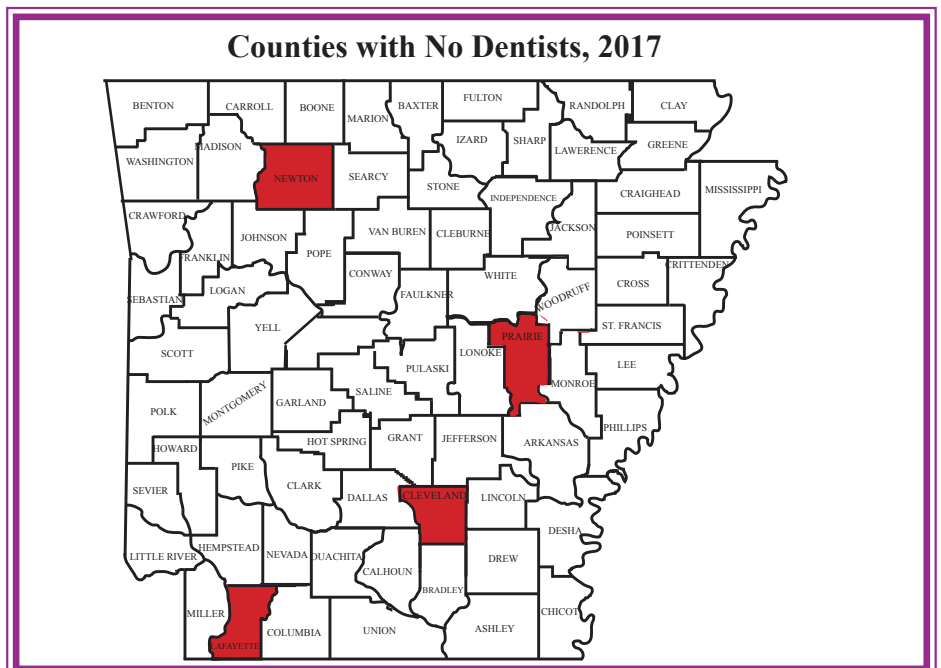 Counties with No Dentists, 2017
BENTON
CARROLL
BOONE
MARION
BAXTER
FULTON
RANDOLPH
CLAY
IZARD
SHARP
LAWERENCE
GREENE
WASHINGTON
MADISON
NEWTON
SEARCY
STONE
INDEPENDENCE
CRAIGHEAD
MISSISSIPPI
CRAWFORD
FRANKLIN
JOHNSON
POPE
VAN BUREN
CLEBURNE
JACKSON
POINSETT
CRITTENDEN
SEBASTIAN
LOGAN
CONWAY
FAULKNER
WHITE
WOODRUFF
CROSS
YELL
PRAIRIE
ST. FRANCIS
SCOTT
PULASKI
LONOKE
LEE
POLK
MONTGOMERY
GARLAND
SALINE
MONROE
PHILLIPS
HOWARD
HOT SPRING
GRANT
JEFFERSON
ARKANSAS
SEVIER
PIKE
CLARK
DALLAS
CLEVELAND
LINCOLN
DESHA
LITTLE RIVER
HEMPSTEAD
NEVADA
OUACHITA
CALHOUN
BRADLEY
DREW
MILLER
LAFAYETTE
COLUMBIA
UNION
ASHLEY
CHICOT